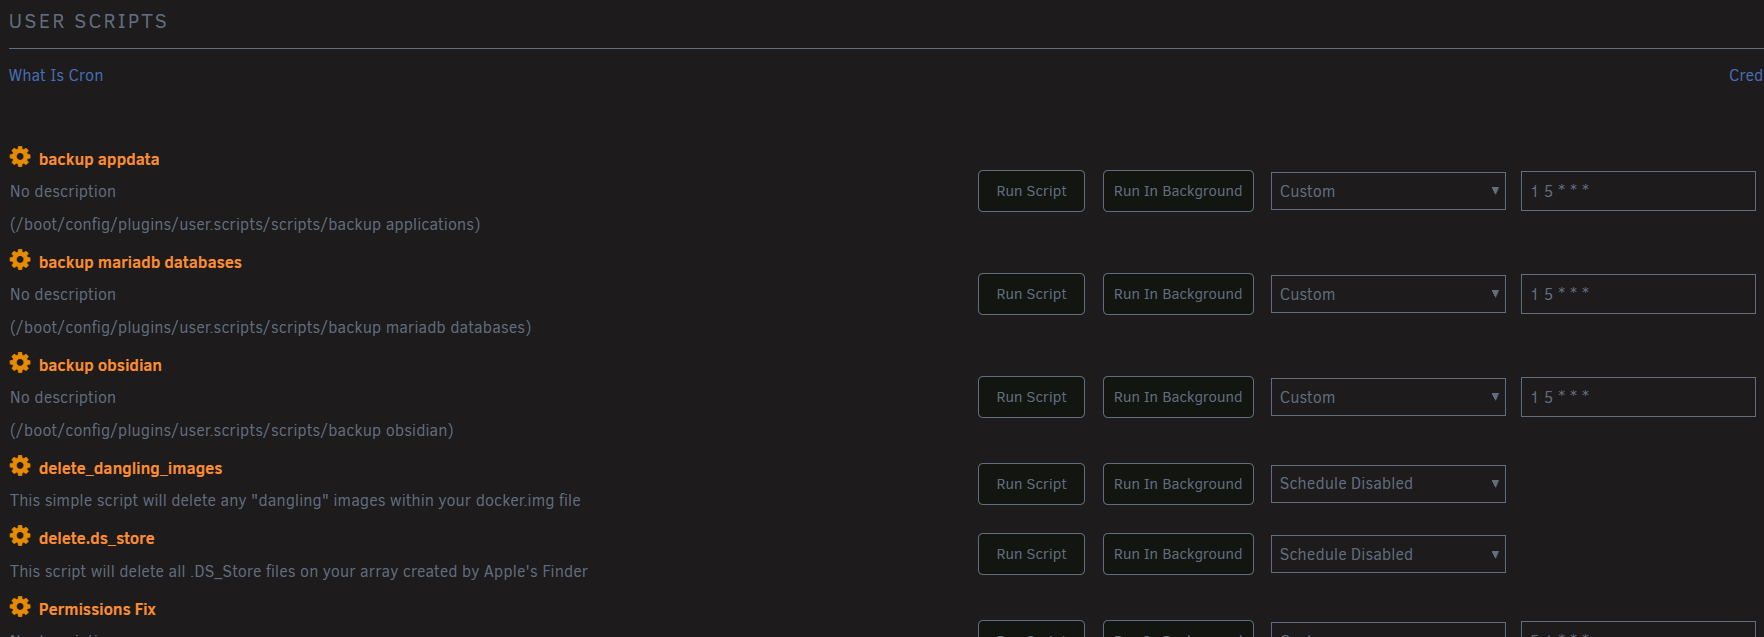 USER SCRIPTS
What Is Cron
Cred
backup appdata
No description
(/boot/config/plugins/user.scripts/scripts/backup applications)
Run Script
Run In Background
Custom
1 5 * * *
backup mariadb databases
No description
(/boot/config/plugins/user.scripts/scripts/backup mariadb databases)
Run Script
Run In Background
Custom
1 5 * * *
backup obsidian
No description
(/boot/config/plugins/user.scripts/scripts/backup obsidian)
Run Script
Run In Background
Custom
1 5 * * *
delete_dangling_images
This simple script will delete any "dangling" images within your docker.img file
Run Script
Run In Background
Schedule Disabled
delete.ds_store
This script will delete all .DS_Store files on your array created by Apple's Finder
Run Script
Run In Background
Schedule Disabled
Permissions Fix